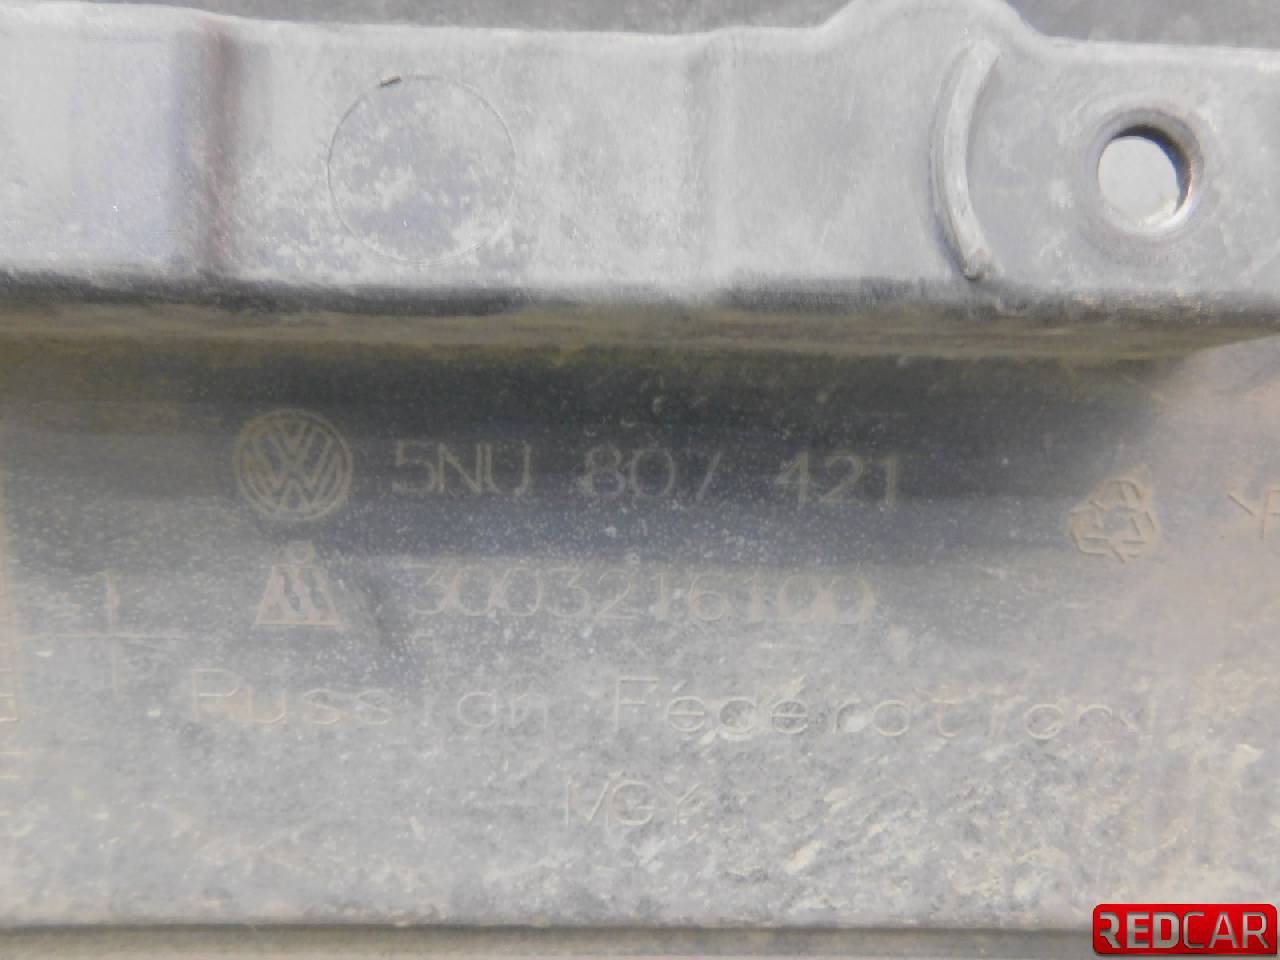 5NU 807 421
3003216100
Russian Federation
MGY
REDCAR